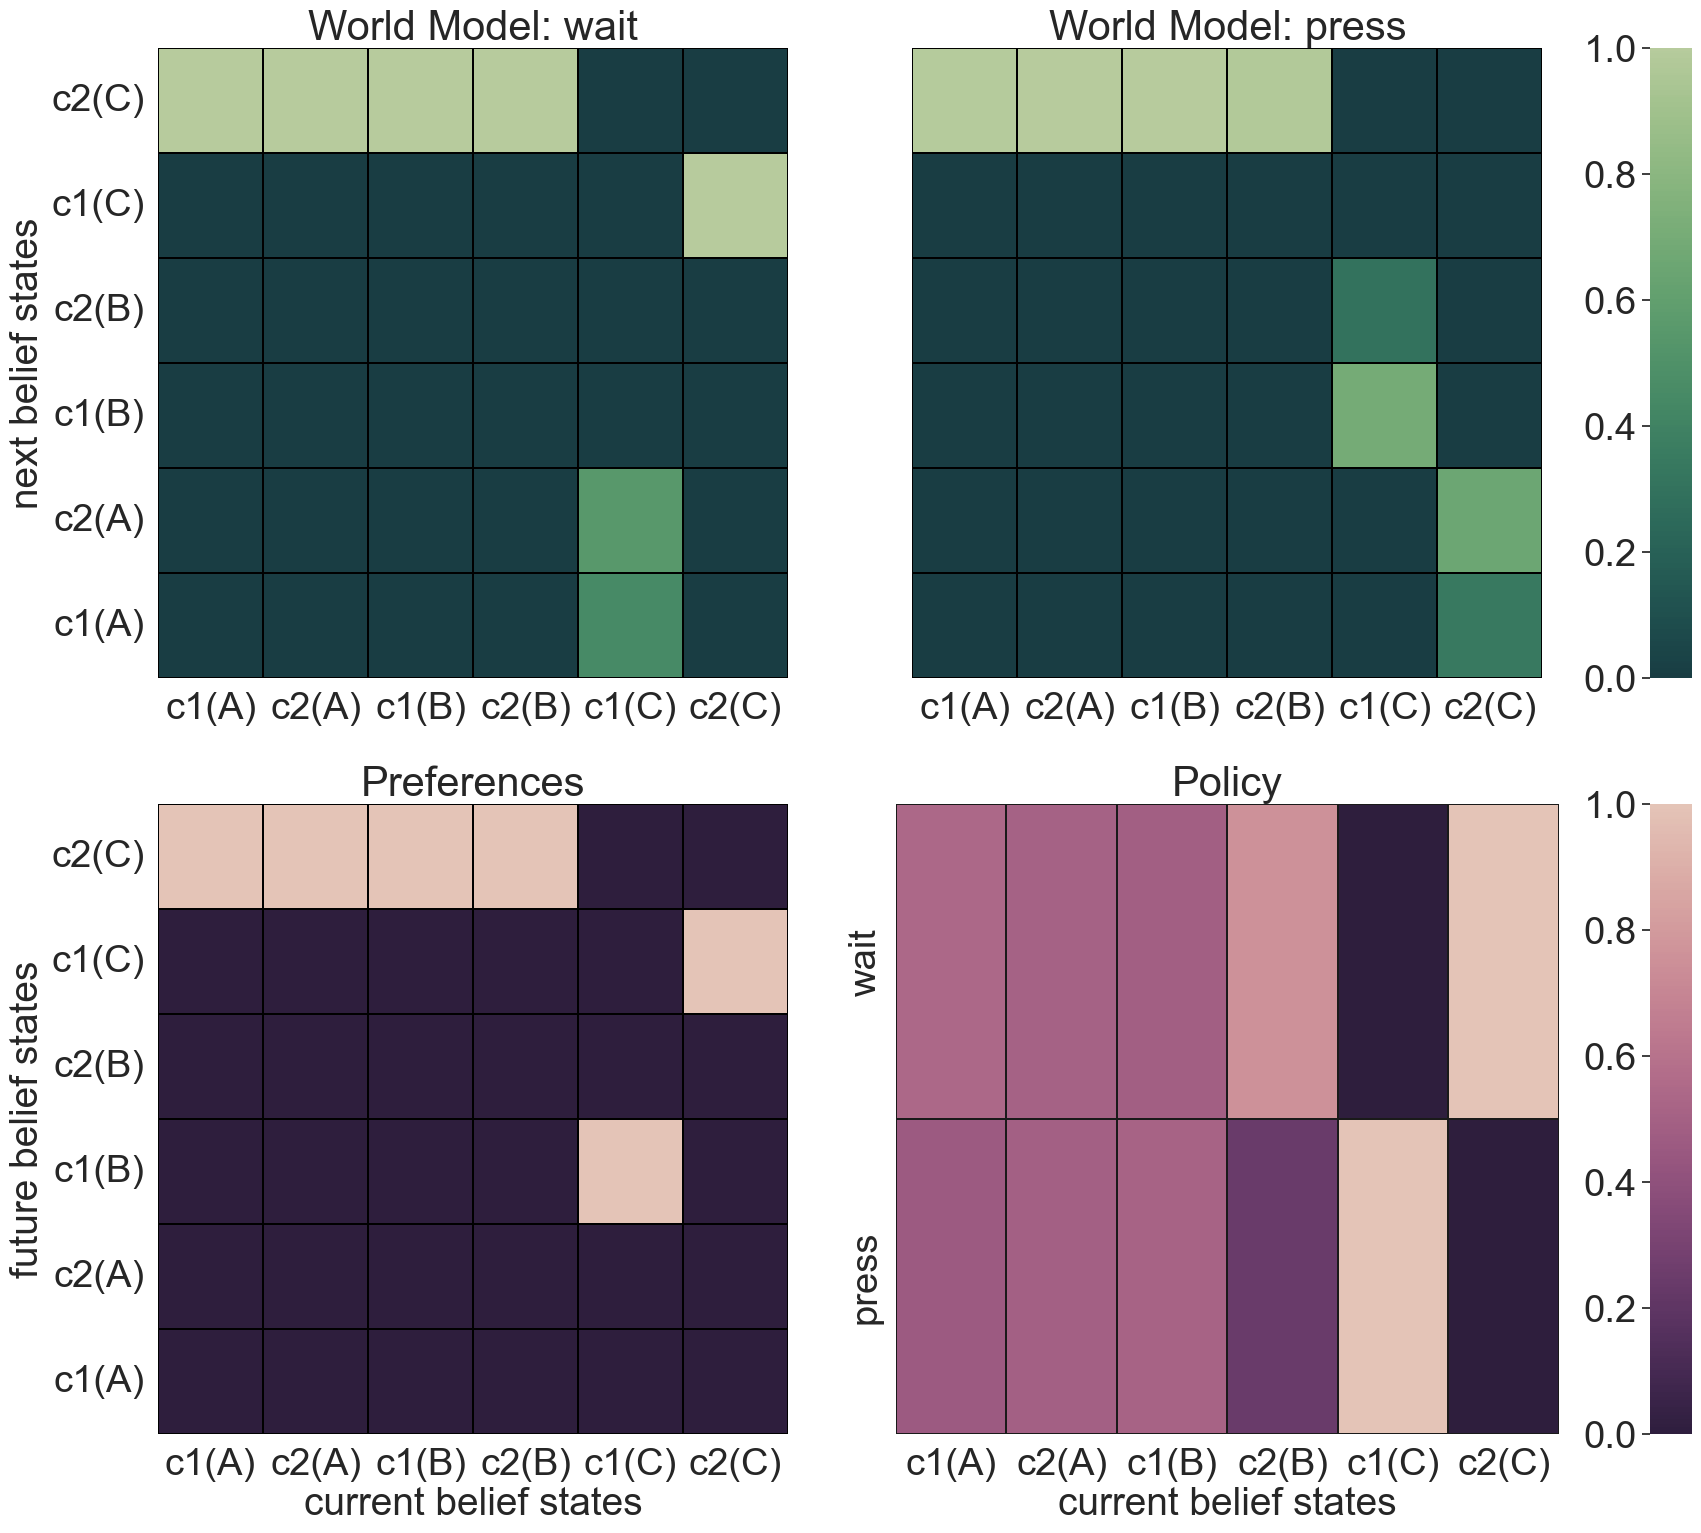 World Model: wait
World Model: press
next belief states
c2(C)
c1(C)
c2(B)
c1(B)
c2(A)
c1(A)
c1(A) c2(A) c1(B) c2(B) c1(C) c2(C)
c1(A) c2(A) c1(B) c2(B) c1(C) c2(C)
1.0
0.8
0.6
0.4
0.2
0.0
Preferences
Policy
future belief states
c2(C)
c1(C)
c2(B)
c1(B)
c2(A)
c1(A)
c1(A) c2(A) c1(B) c2(B) c1(C) c2(C)
current belief states
wait
press
c1(A) c2(A) c1(B) c2(B) c1(C) c2(C)
current belief states
1.0
0.8
0.6
0.4
0.2
0.0